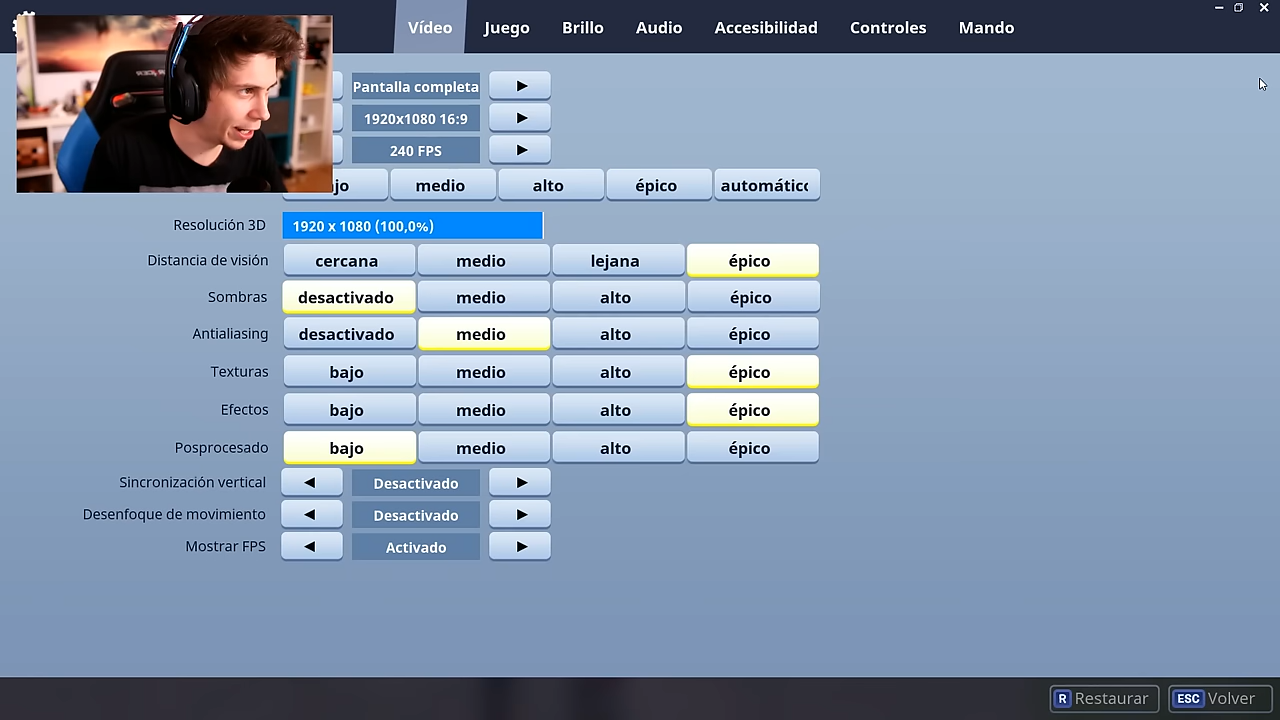 Vídeo Juego Brillo Audio Accesibilidad Controles Mando
Pantalla completa
1920x1080 16:9
240 FPS
jo medio alto épico automático
Resolución 3D 1920 x 1080 (100,0%)
Distancia de visión cercana medio lejana épico
Sombras desactivado medio alto épico
Antialiasing desactivado medio alto épico
Texturas bajo medio alto épico
Efectos bajo medio alto épico
Posprocesado bajo medio alto épico
Sincronización vertical Desactivado
Desenfoque de movimiento Desactivado
Mostrar FPS Activado
R Restaurar ESC Volver